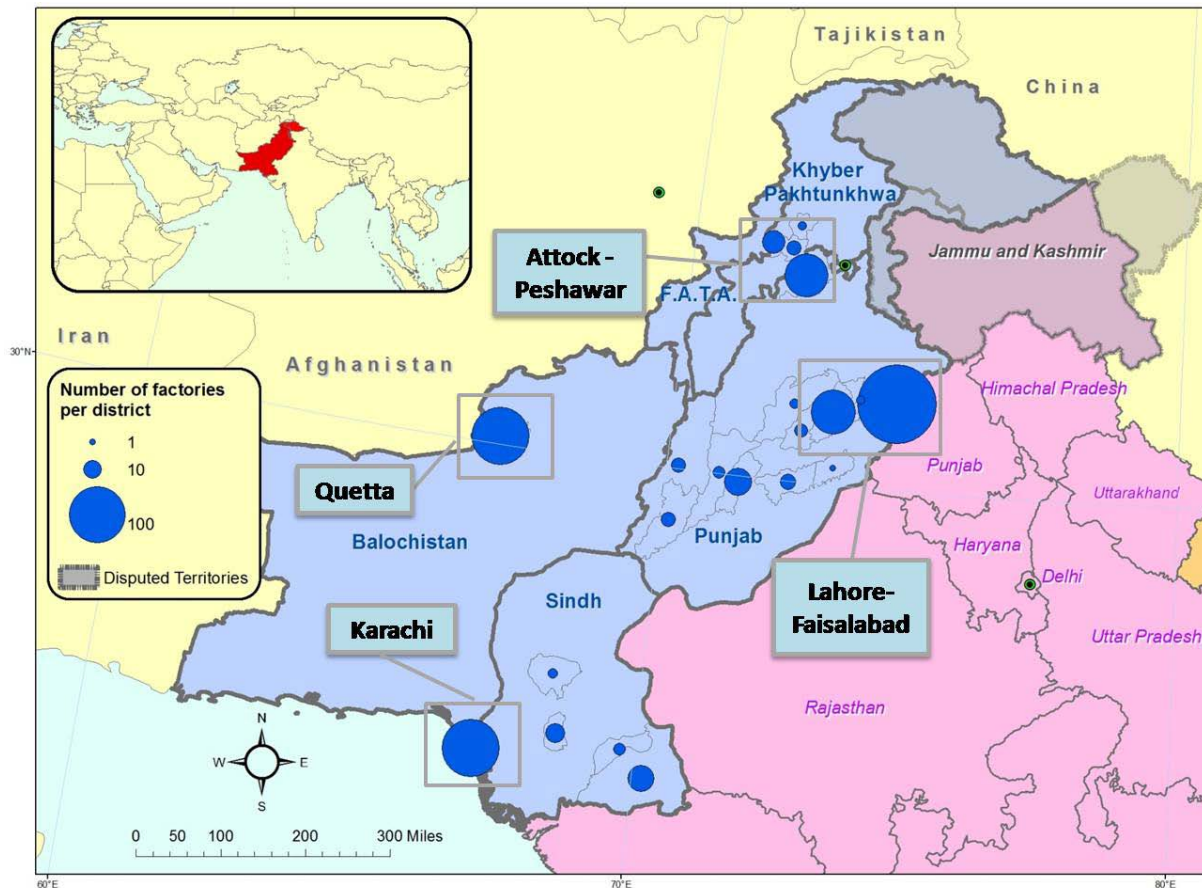 Tajikistan
China
Khyber
Pakhtunkhwa
Jammu and Kashmir
Attock -
Peshawar
F.A.T.A.
Iran
30°N
Afghanistan
Number of factories
per district
1
10
100
Disputed Territories
Himachal Pradesh
Punjab
Uttarakhand
Quetta
Balochistan
Punjab
Haryana
Delhi
Sindh
Lahore-
Faisalabad
Karachi
Uttar Pradesh
Rajasthan
N
W
E
S
0 50 100 200 300 Miles
60°E
70°E
80°E